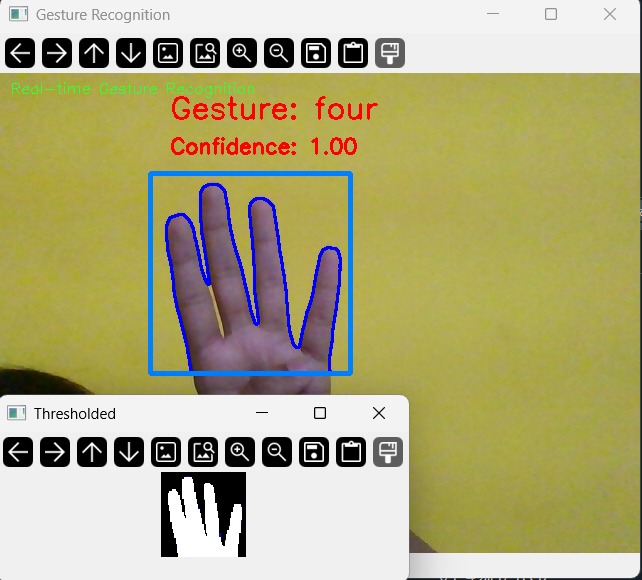 Gesture Recognition
Real-time Gesture Recognition
Gesture: four
Confidence: 1.00
Thresholded